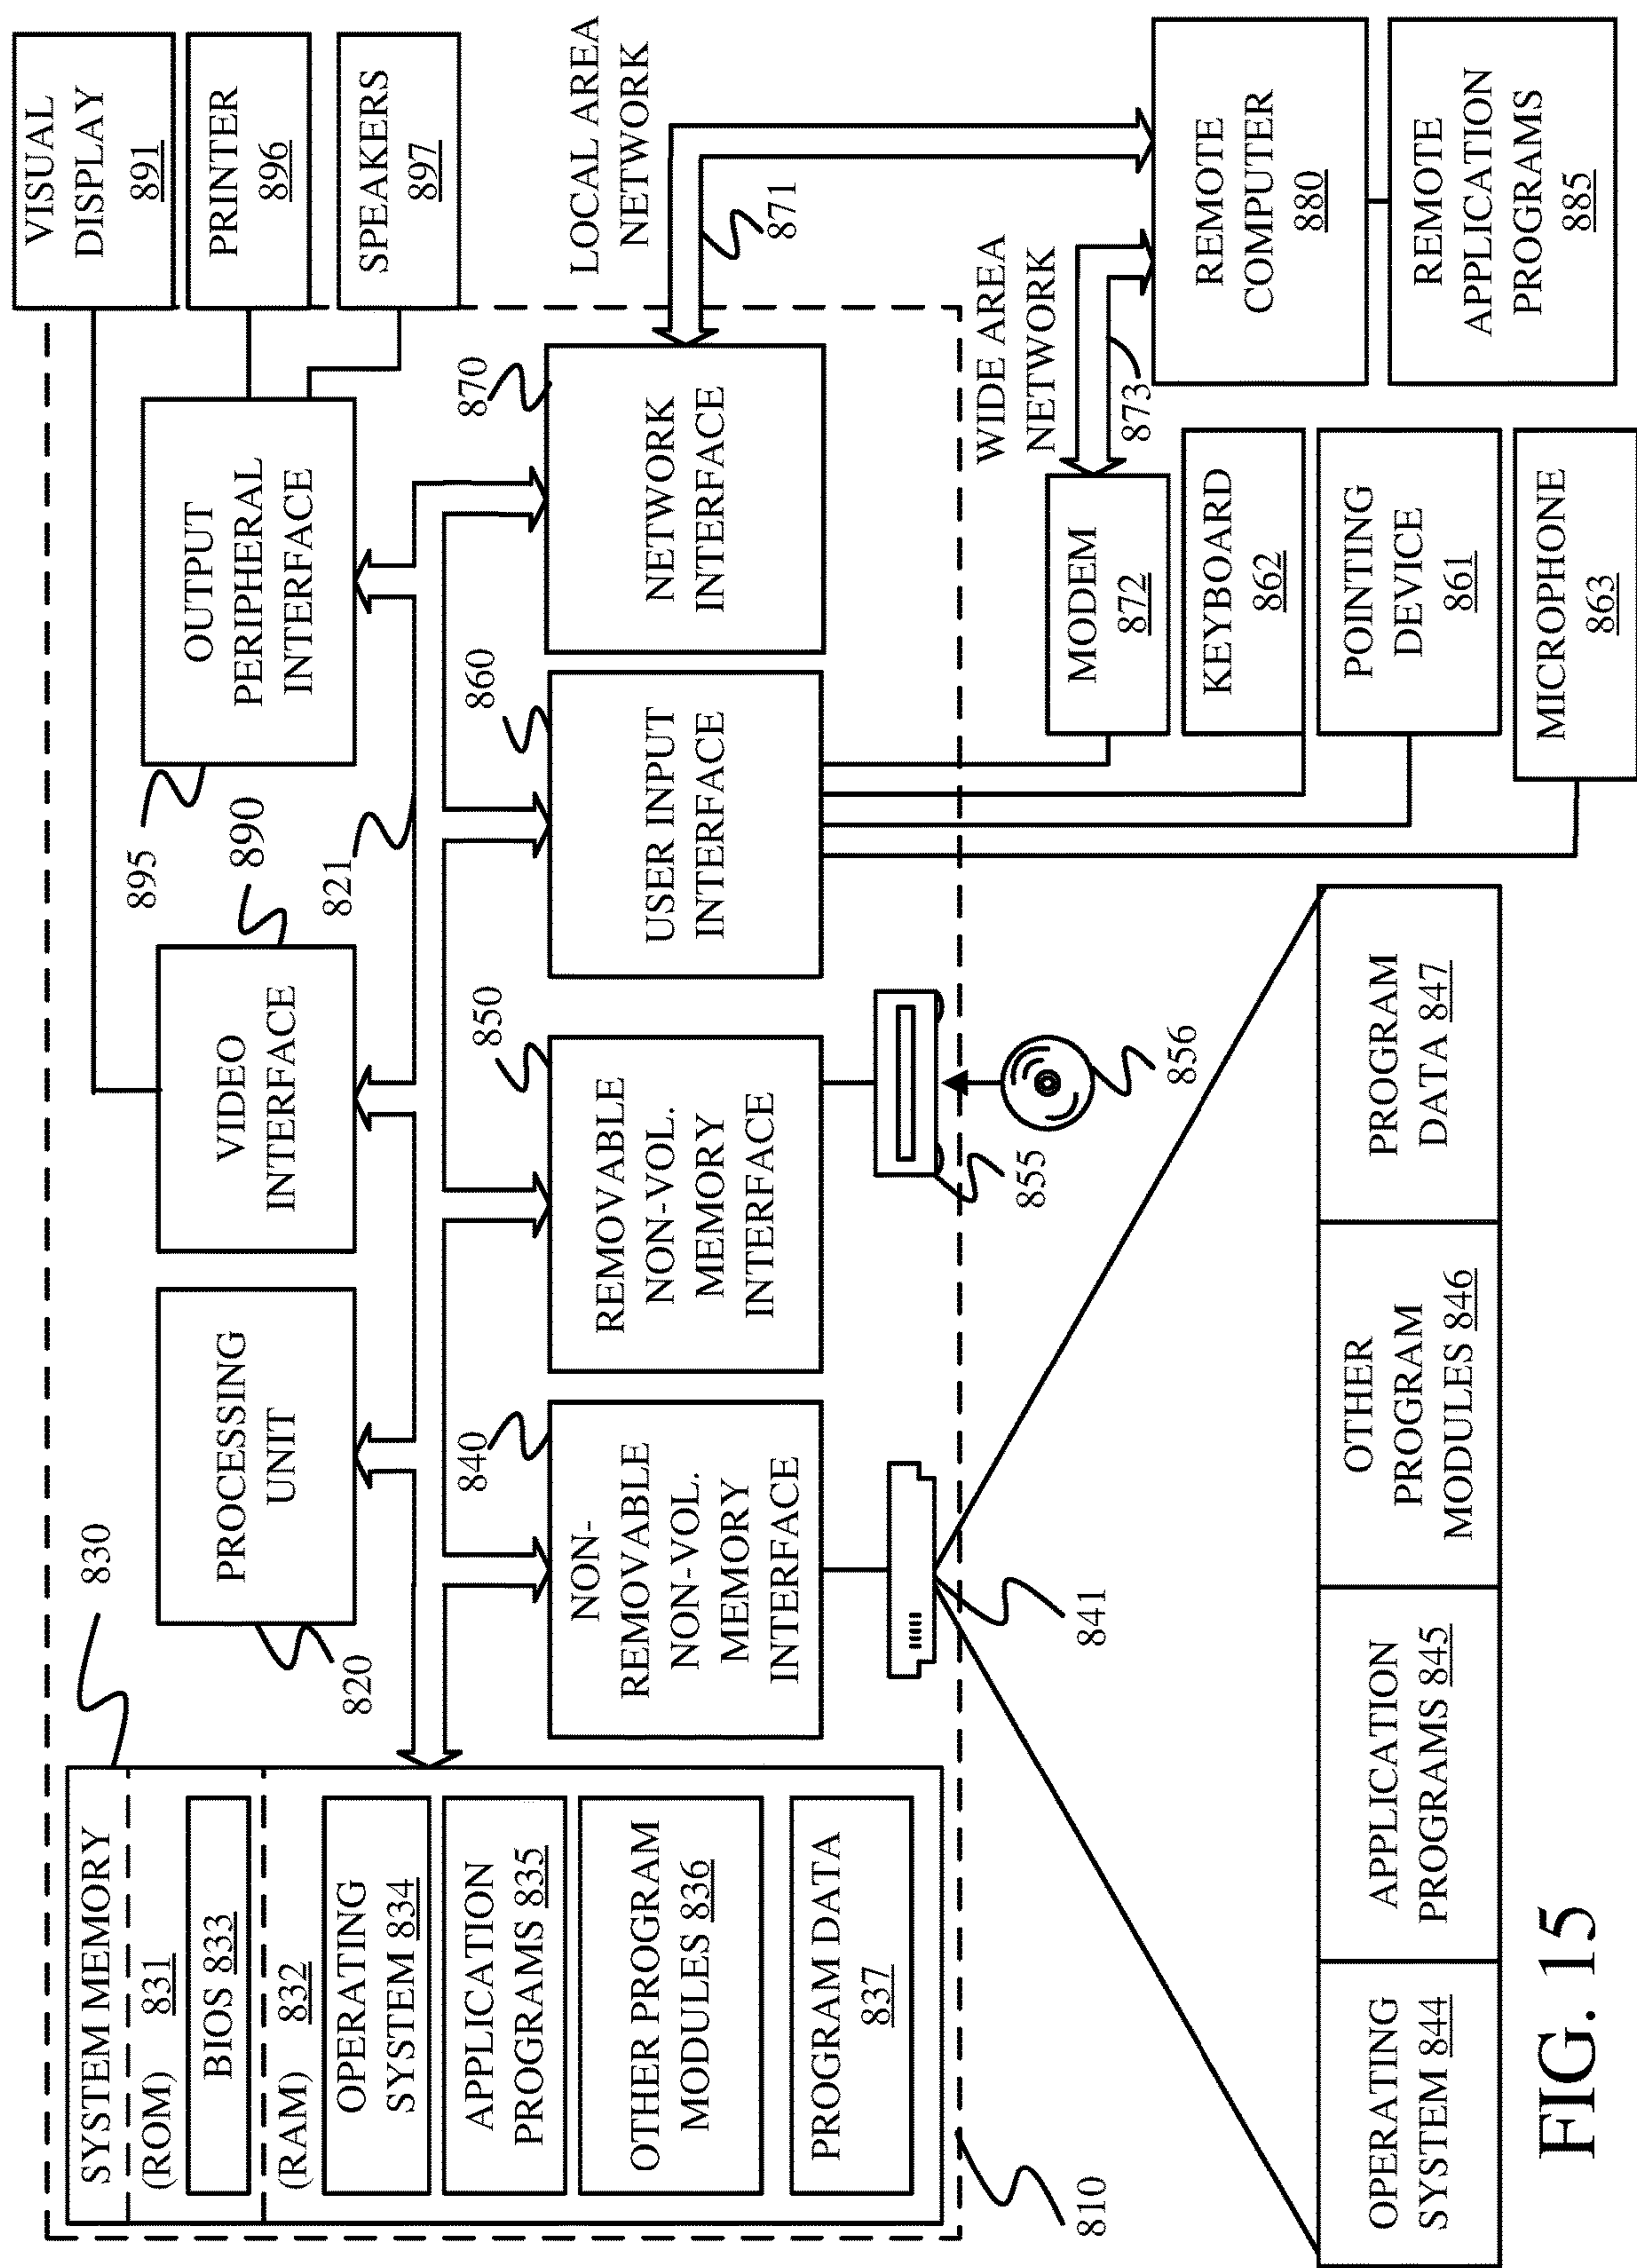 SYSTEM MEMORY
(ROM) 831
BIOS 833
(RAM) 832
OPERATING
SYSTEM 834
APPLICATION
PROGRAMS 835
OTHER PROGRAM
MODULES 836
PROGRAM DATA
837
830
820
PROCESSING
UNIT
VIDEO
INTERFACE
890
821
895
OUTPUT
PERIPHERAL
INTERFACE
VISUAL
DISPLAY
891
PRINTER
896
SPEAKERS
897
840
NON-
REMOVABLE
NON-VOL.
MEMORY
INTERFACE
850
REMOVABLE
NON-VOL.
MEMORY
INTERFACE
860
USER INPUT
INTERFACE
870
NETWORK
INTERFACE
LOCAL AREA
NETWORK
871
810
841
855
856
WIDE AREA
NETWORK
873
MODEM
872
KEYBOARD
862
POINTING
DEVICE
861
MICROPHONE
863
REMOTE
COMPUTER
880
REMOTE
APPLICATION
PROGRAMS
885
OPERATING
SYSTEM 844
APPLICATION
PROGRAMS 845
OTHER
PROGRAM
MODULES 846
PROGRAM
DATA 847
FIG. 15